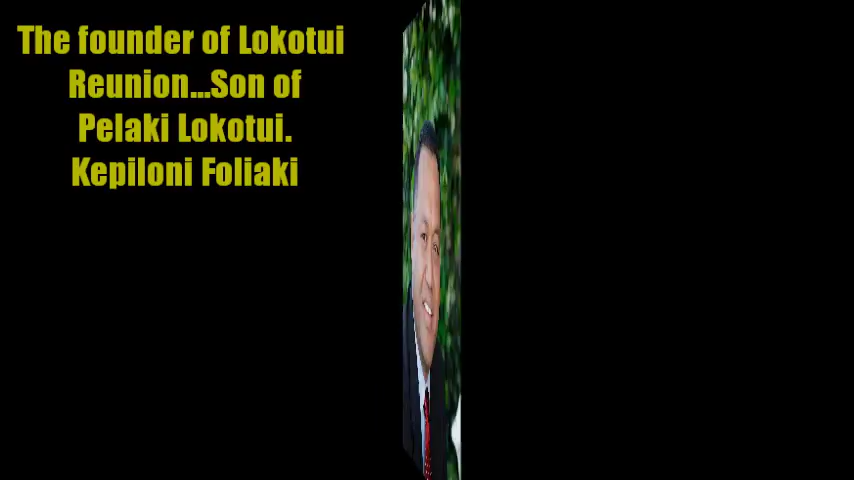 The founder of Lokotui
Reunion...Son of
Pelaki Lokotui.
Kepiloni Foliaki